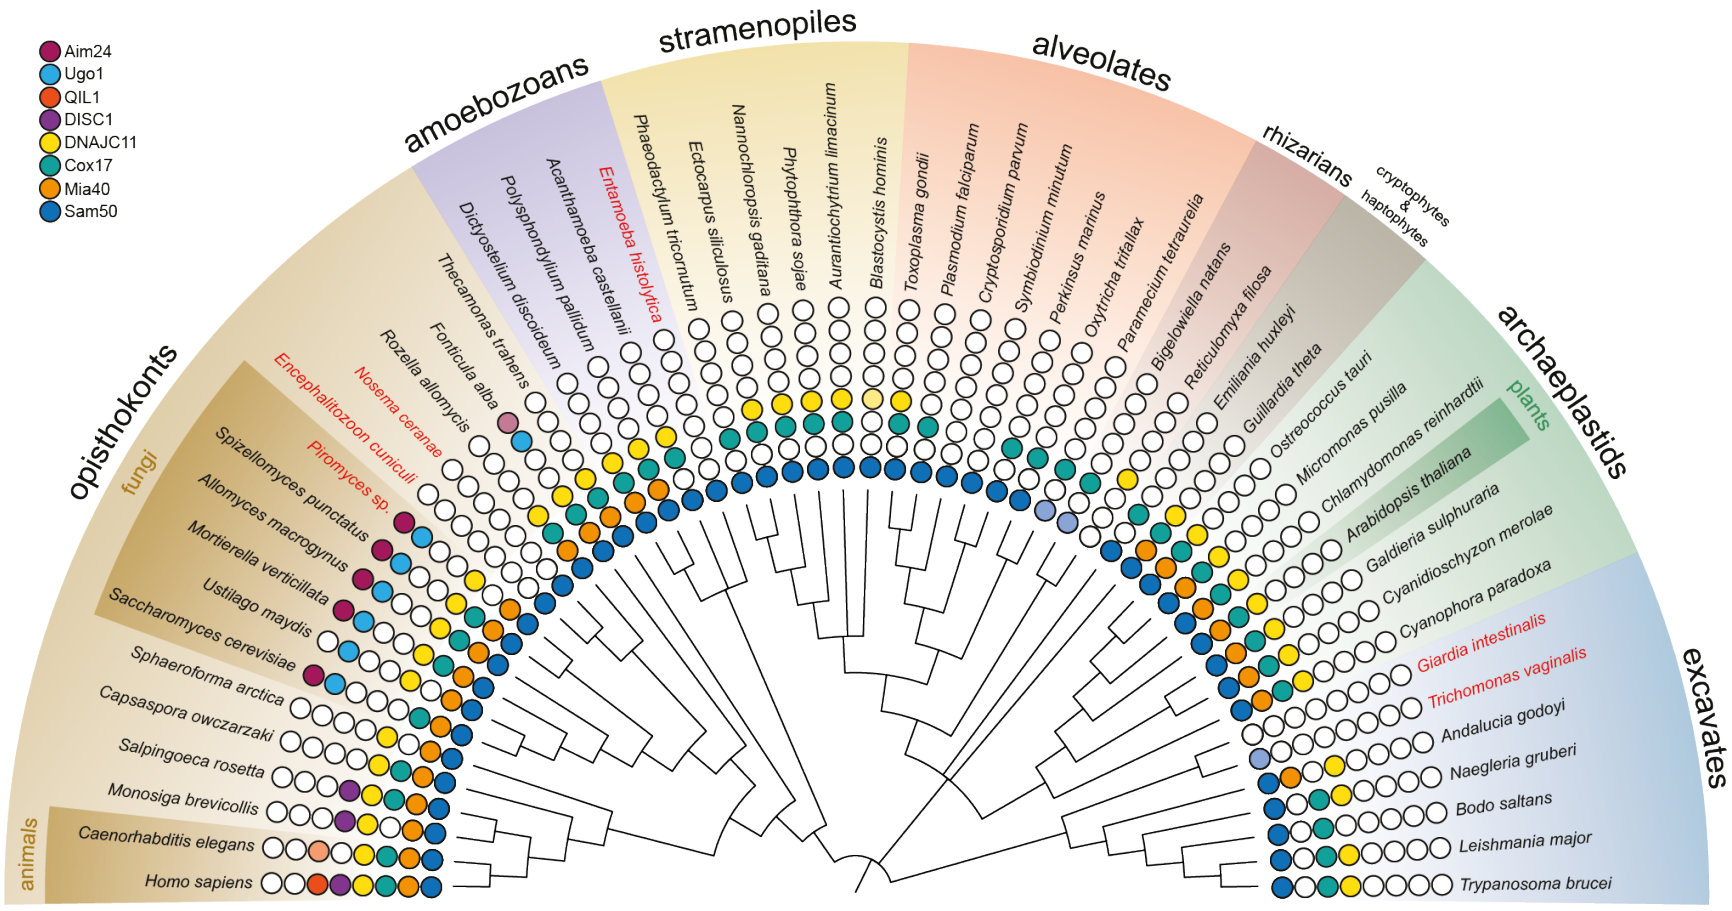 Aim24
Ugo1
QIL1
DISC1
DNAJC11
Cox17
Mia40
Sam50
opisthokonts
amoebozoans
stramenopiles
alveolates
rhizarians
cryptophytes
&
haptophytes
archaeplastids
plants
excavates
fungi
animals
Homo sapiens
Caenorhabditis elegans
Monosiga brevicollis
Salpingoeca rosetta
Capsaspora owczarzaki
Sphaeroforma arctica
Saccharomyces cerevisiae
Ustilago maydis
Mortierella verticillata
Allomyces macrogynus
Spizellomyces punctatus
Piromyces sp.
Encephalitozoon cuniculi
Nosema ceranae
Rozella allomycis
Fonticula alba
Thecamonas trahens
Dictyostelium discoideum
Polysphondylium pallidum
Acanthamoeba castellanii
Entamoeba histolytica
Phaeodactylum tricornutum
Ectocarpus siliculosus
Nannochloropsis gaditana
Phytophthora sojae
Aurantiochytrium limacinum
Blastocystis hominis
Toxoplasma gondii
Plasmodium falciparum
Cryptosporidium parvum
Symbiodinium minutum
Perkinsus marinus
Oxytricha trifallax
Paramecium tetraurelia
Bigelowiella natans
Reticulomyxa filosa
Emiliania huxleyi
Guillardia theta
Ostreococcus tauri
Micromonas pusilla
Chlamydomonas reinhardtii
Arabidopsis thaliana
Galdieria sulphuraria
Cyanidioschyzon merolae
Cyanophora paradoxa
Giardia intestinalis
Trichomonas vaginalis
Andalucia godoyi
Naegleria gruberi
Bodo saltans
Leishmania major
Trypanosoma brucei